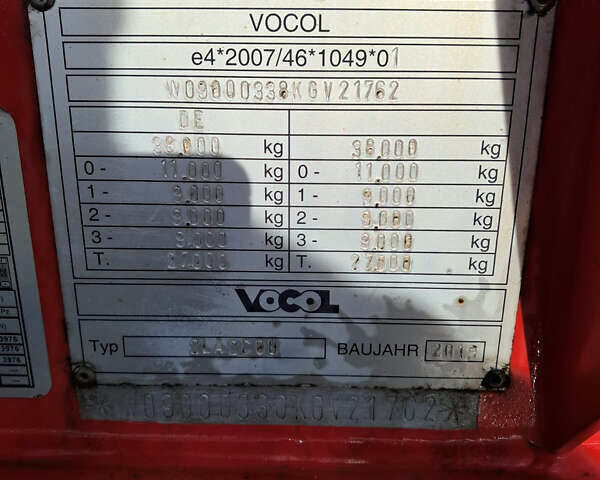 VOCOL
e4*2007/46*1049*01
DE
38.000 kg 38.000 kg
0- 11.000 kg 0- 11.000 kg
1- 9.000 kg 1- 9.000 kg
2- 9.000 kg 2- 9.000 kg
3- 9.000 kg 3- 9.000 kg
T. 27.000 kg T. 27.000 kg
VOCOL
Typ BAUJAHR